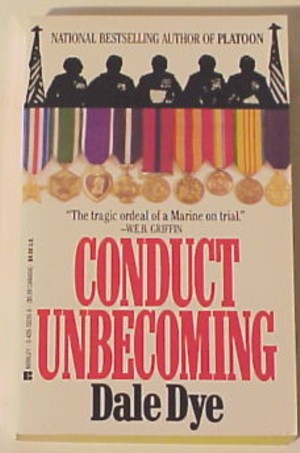 NATIONAL BESTSELLING AUTHOR OF PLATOON
"The tragic ordeal of a Marine on trial."
—W.E.B. GRIFFIN
CONDUCT
UNBECOMING
Dale Dye